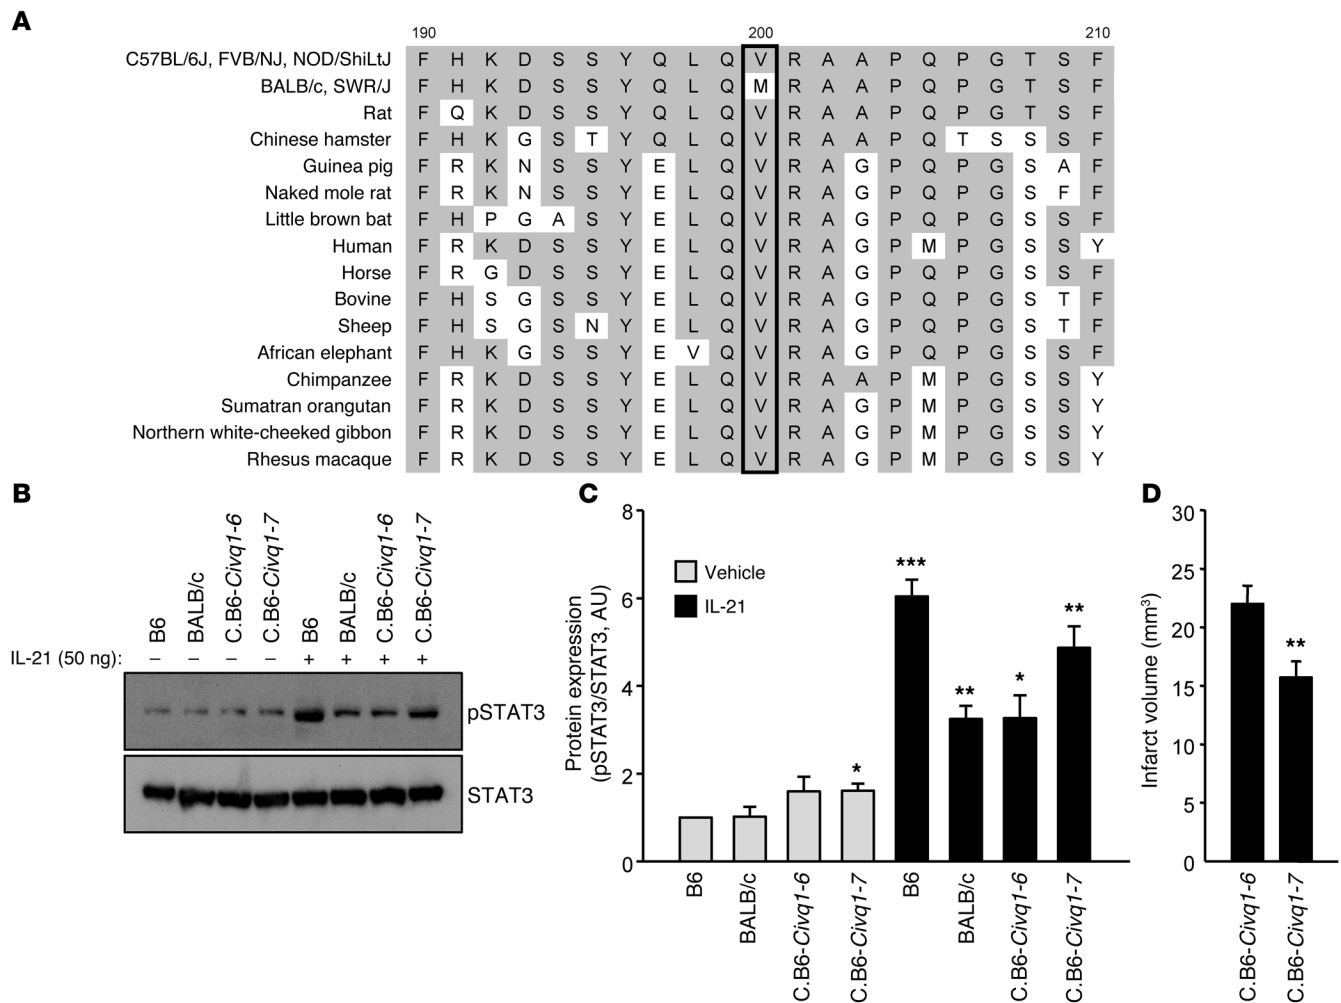 A
190 200 210
C57BL/6J, FVB/NJ, NOD/ShiLtJ F H K D S S Y Q L Q V R A A P Q P G T S F
BALB/c, SWR/J F H K D S S Y Q L Q M R A A P Q P G T S F
Rat F Q K D S S Y Q L Q V R A A P Q P G T S F
Chinese hamster F H K G S T Y Q L Q V R A A P Q T S S S F
Guinea pig F R K N S S Y E L Q V R A G P Q P G S A F
Naked mole rat F R K N S S Y E L Q V R A G P Q P G S F F
Little brown bat F H P G A S Y E L Q V R A G P Q P G S S F
Human F R K D S S Y E L Q V R A G P M P G S S Y
Horse F R G D S S Y E L Q V R A G P Q P G S S F
Bovine F H S G S S Y E L Q V R A G P Q P G S T F
Sheep F H S G S N Y E L Q V R A G P Q P G S T F
African elephant F H K G S S Y E V Q V R A G P Q P G S S F
Chimpanzee F R K D S S Y E L Q V R A A P M P G S S Y
Sumatran orangutan F R K D S S Y E L Q V R A G P M P G S S Y
Northern white-cheeked gibbon F R K D S S Y E L Q V R A G P M P G S S Y
Rhesus macaque F R K D S S Y E L Q V R A G P M P G S S Y
B
B6 BALB/c C.B6-Civq1-6 C.B6-Civq1-7 B6 BALB/c C.B6-Civq1-6 C.B6-Civq1-7
IL-21 (50 ng): – – – – + + + +
pSTAT3
STAT3
C
Protein expression
(pSTAT3/STAT3, AU)
8
6
4
2
0
Vehicle
IL-21
*
***
**
*
**
B6 BALB/c C.B6-Civq1-6 C.B6-Civq1-7 B6 BALB/c C.B6-Civq1-6 C.B6-Civq1-7
D
Infarct volume (mm³)
30
25
20
15
10
5
0
**
C.B6-Civq1-6 C.B6-Civq1-7